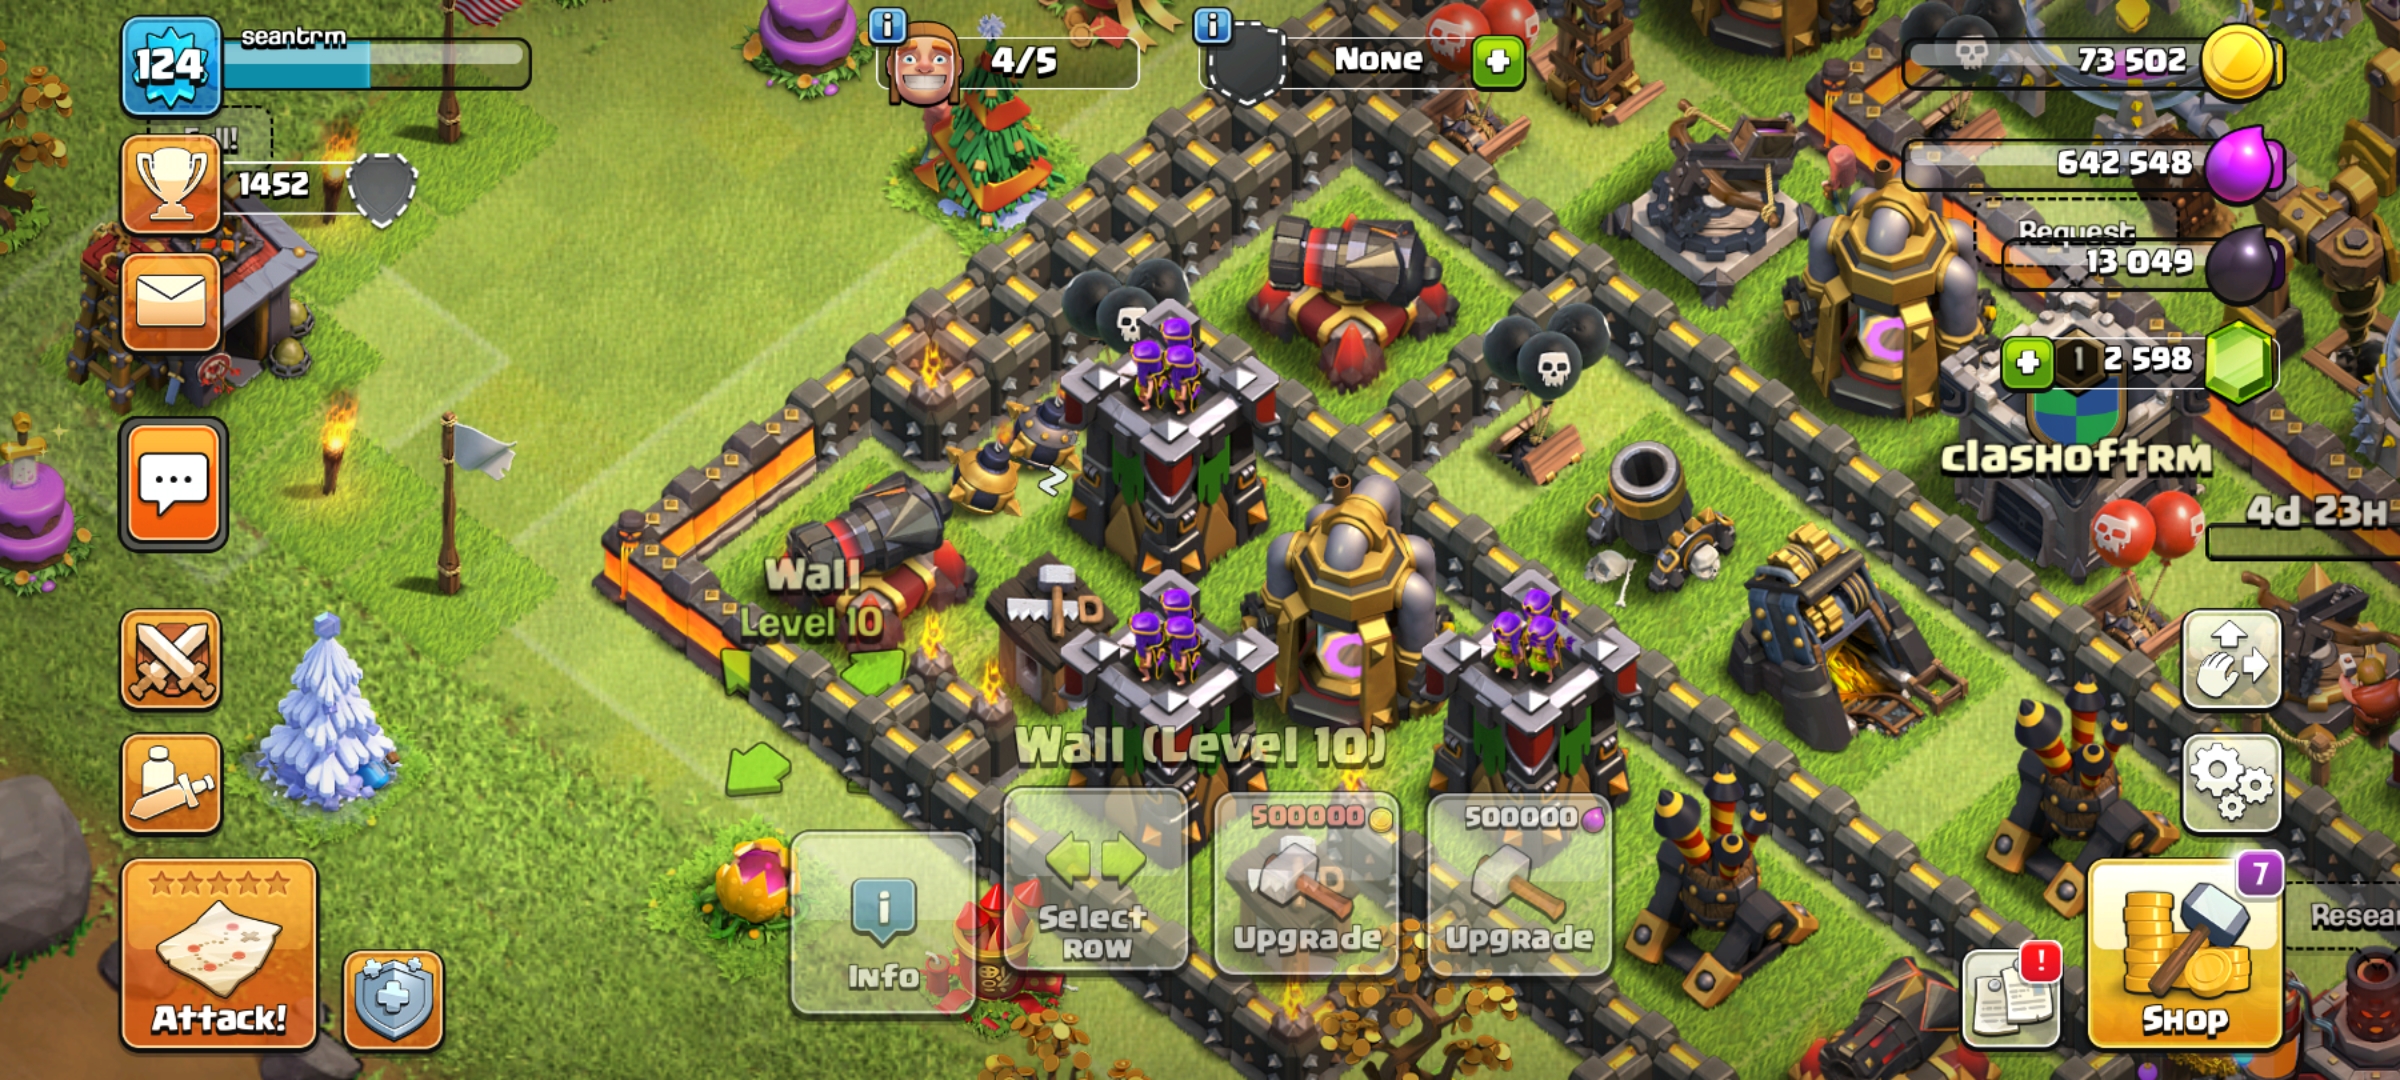 seantrm
124
4/5
None
73 502
1452
642 548
Request
13 049
1
2 598
clashoftRM
4d 23H
Wall
Level 10
Wall (Level 10)
500000
500000
Info
Select
Row
Upgrade
Upgrade
7
!
Attack!
Shop